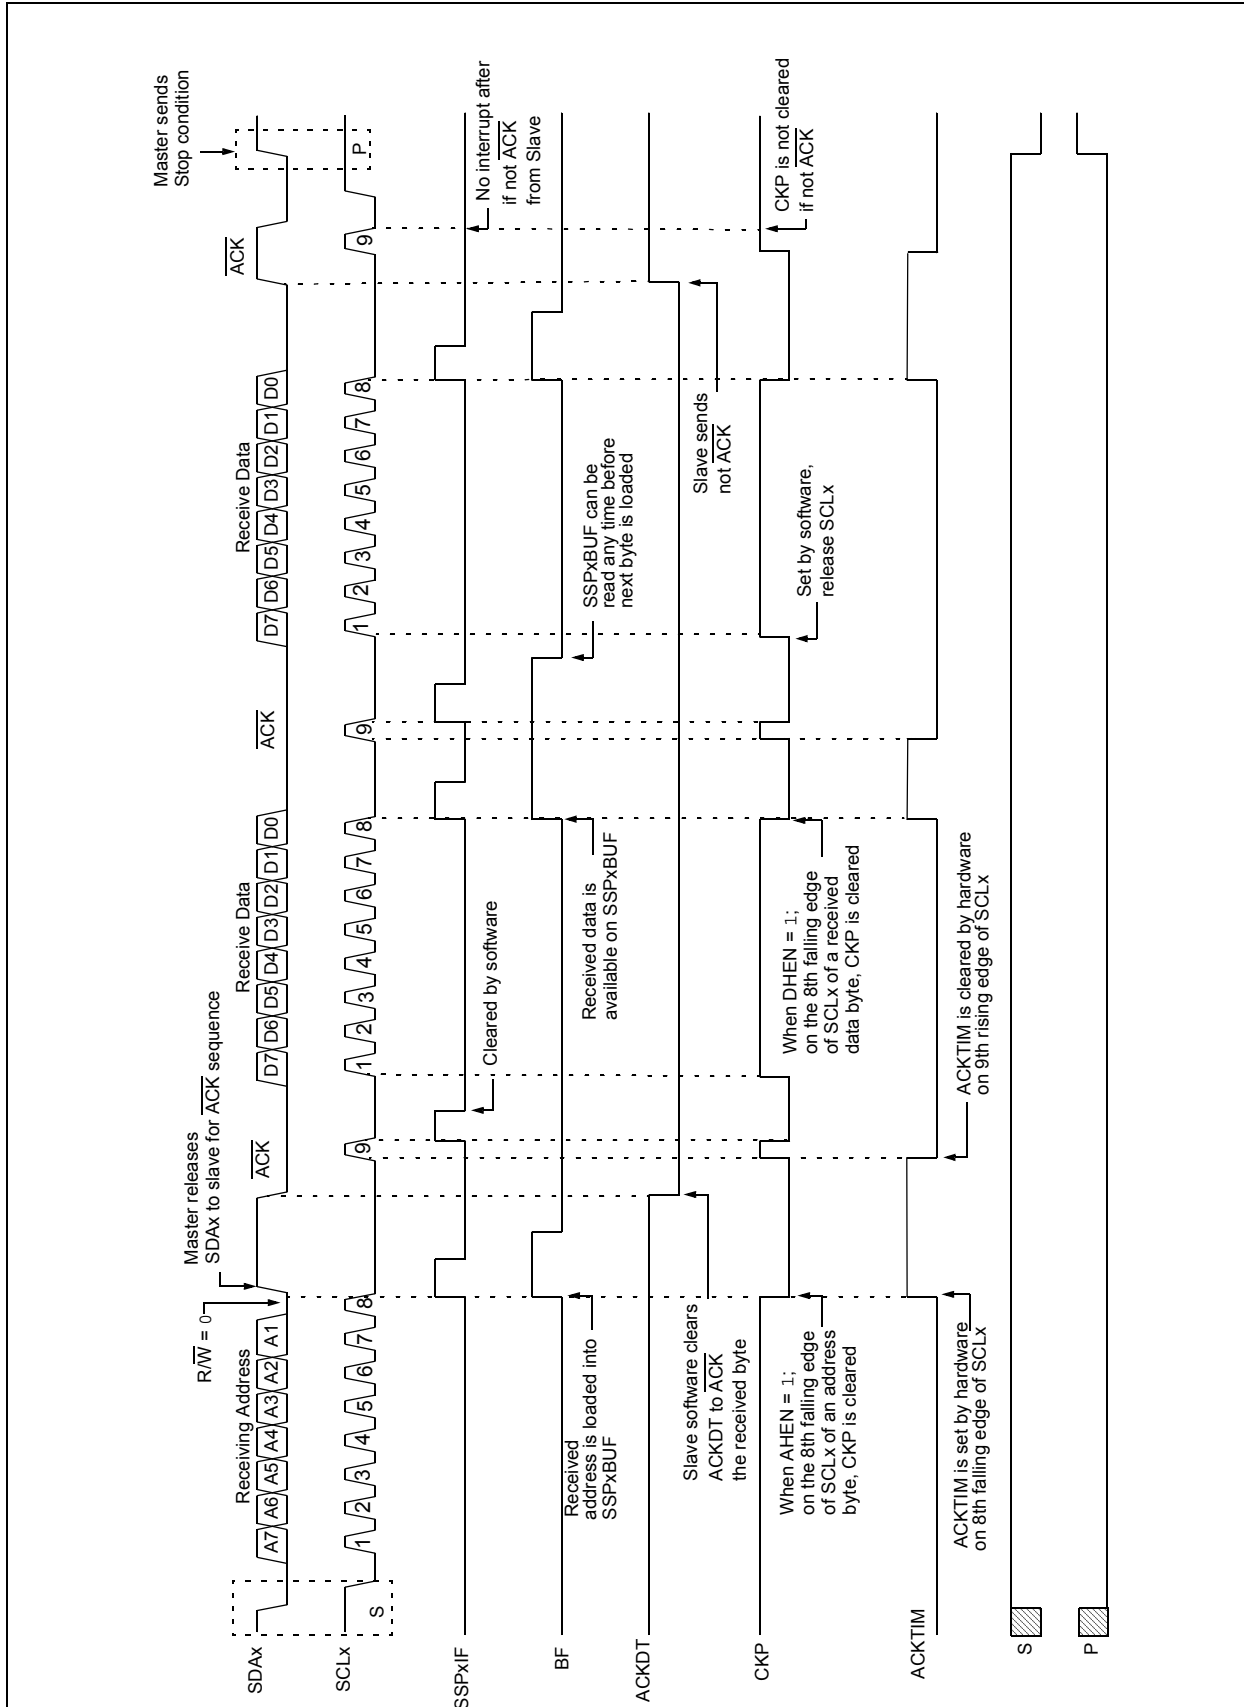 Master sends
Stop condition
Master releases
SDAx to slave for ACK sequence
R/W = 0
Receiving Address
Receive Data
Receive Data
ACK
ACK
ACK
SDAx
A7 A6 A5 A4 A3 A2 A1
D7 D6 D5 D4 D3 D2 D1 D0
D7 D6 D5 D4 D3 D2 D1 D0
SCLx
S
1 2 3 4 5 6 7 8 9
1 2 3 4 5 6 7 8 9
1 2 3 4 5 6 7 8 9
P
SSPxIF
Cleared by software
No interrupt after
if not ACK
from Slave
BF
Received
address is loaded into
SSPxBUF
Received data is
available on SSPxBUF
SSPxBUF can be
read any time before
next byte is loaded
ACKDT
Slave software clears
ACKDT to ACK
the received byte
Slave sends
not ACK
CKP
When AHEN = 1;
on the 8th falling edge
of SCLx of an address
byte, CKP is cleared
When DHEN = 1;
on the 8th falling edge
of SCLx of a received
data byte, CKP is cleared
Set by software,
release SCLx
CKP is not cleared
if not ACK
ACKTIM
ACKTIM is set by hardware
on 8th falling edge of SCLx
ACKTIM is cleared by hardware
on 9th rising edge of SCLx
S
P